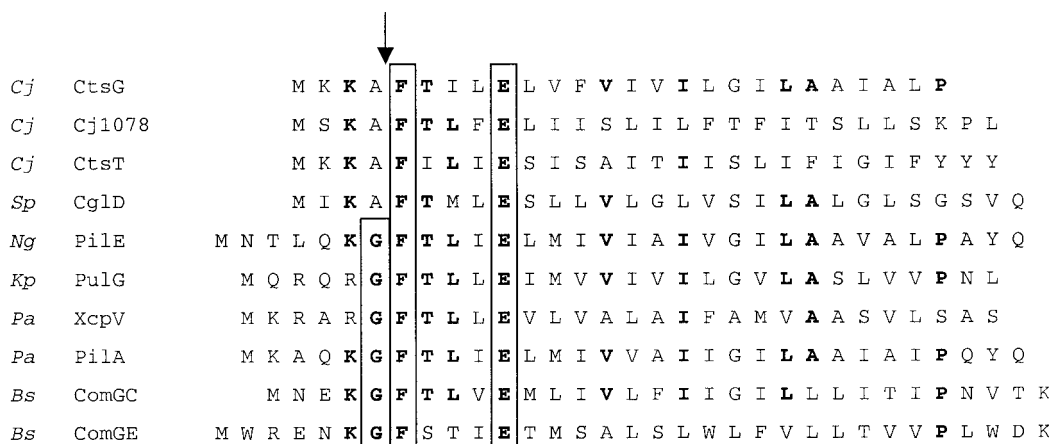 Cj CtsG M K K A F T I L E L V F V I V I L G I L A A I A L P
Cj Cj1078 M S K A F T L F E L I I S L I L F T F I T S L L S K P L
Cj CtsT M K K A F I L I E S I S A I T I I S L I F I G I F Y Y Y
Sp CglD M I K A F T M L E S L L V L G L V S I L A L G L S G S V Q
Ng PilE M N T L Q K G F T L I E L M I V I A I V G I L A A V A L P A Y Q
Kp PulG M Q R Q R G F T L L E I M V V I V I L G V L A S L V V P N L
Pa XcpV M K R A R G F T L L E V L V A L A I F A M V A A S V L S A S
Pa PilA M K A Q K G F T L I E L M I V V A I I G I L A A I A I P Q Y Q
Bs ComGC M N E K G F T L V E M L I V L F I I G I L L L I T I P N V T K
Bs ComGE M W R E N K G F S T I E T M S A L S L W L F V L L T V V P L W D K